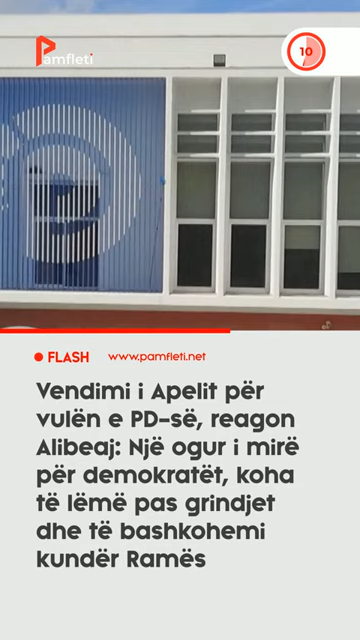 Pamfleti
10
FLASH www.pamfleti.net
Vendimi i Apelit për
vulën e PD-së, reagon
Alibeaj: Një ogur i mirë
për demokratët, koha
të lëmë pas grindjet
dhe të bashkohemi
kundër Ramës